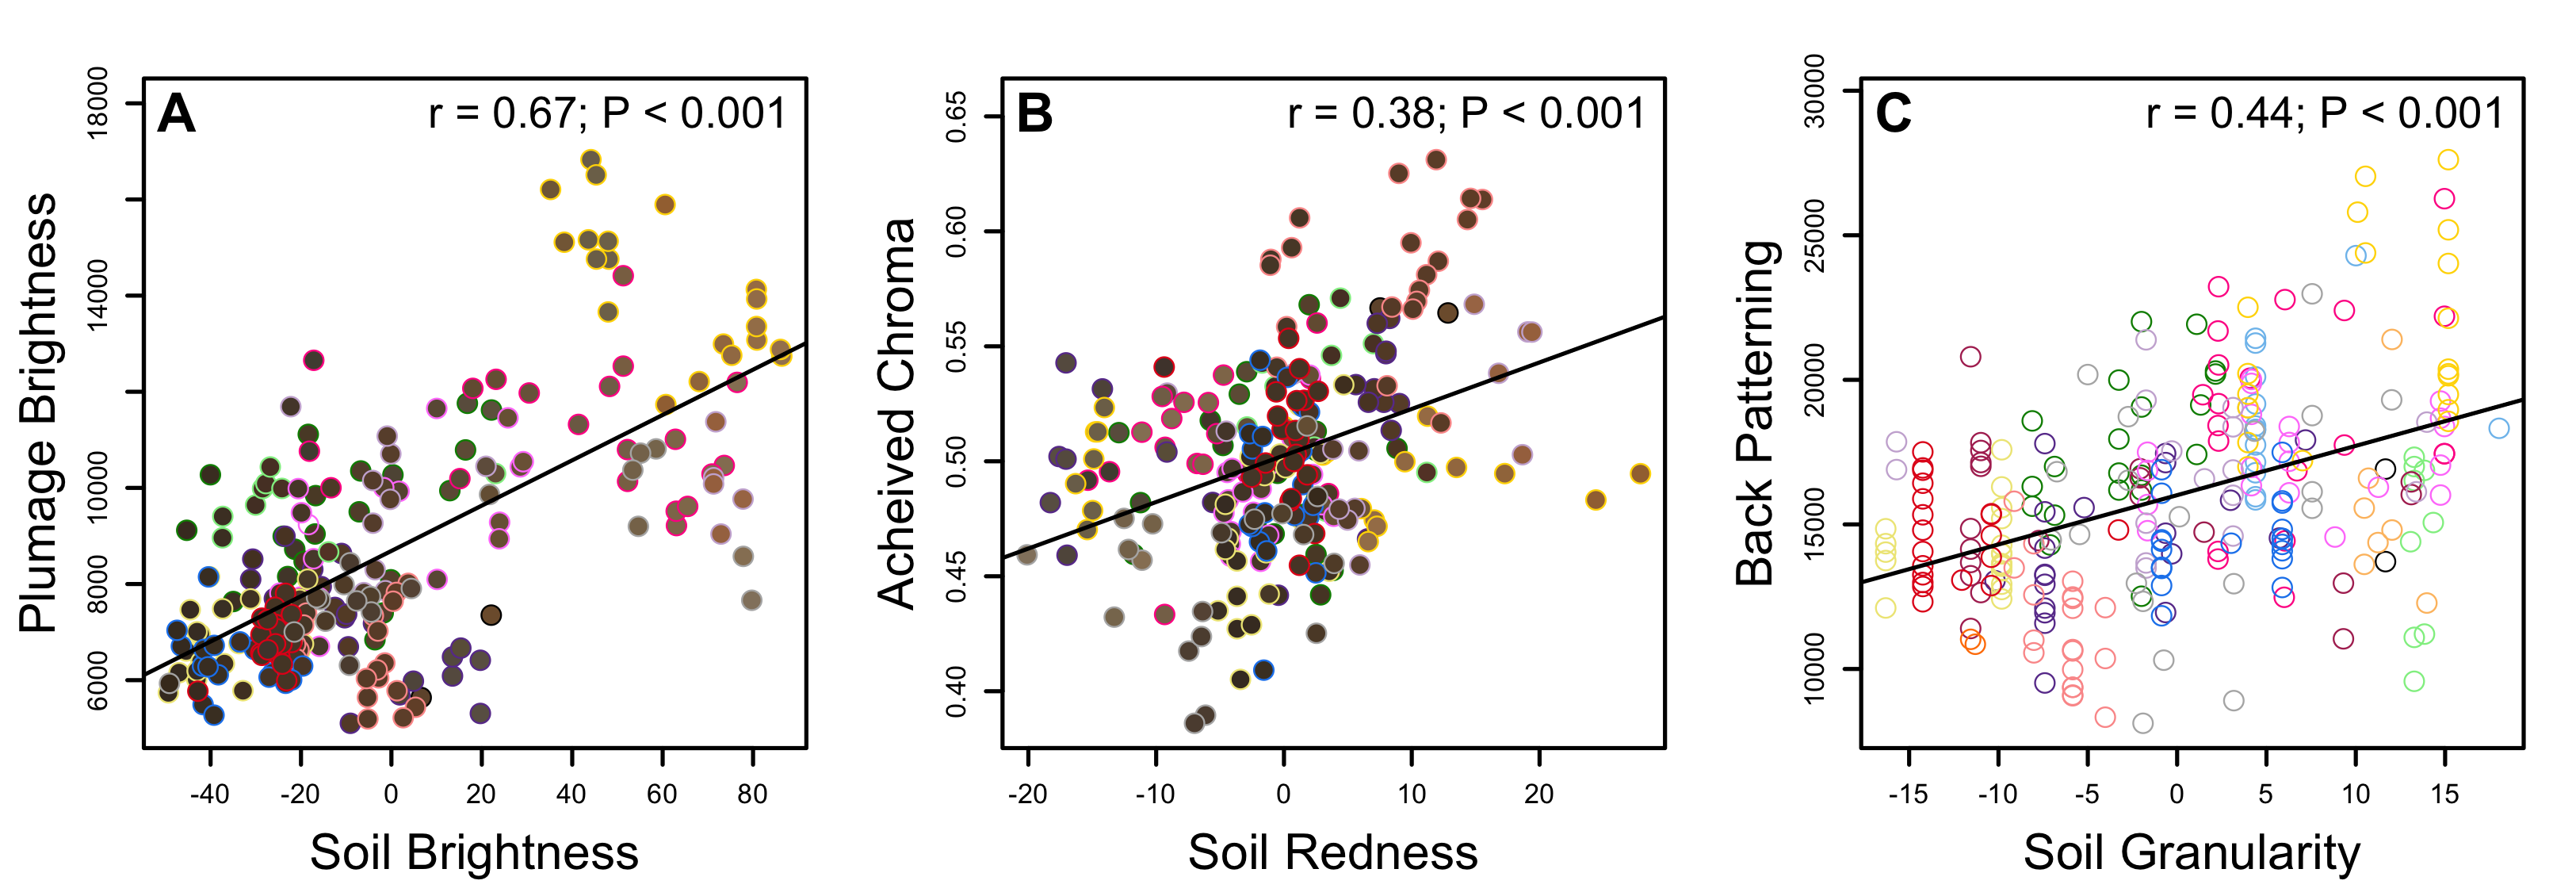 A
r = 0.67; P < 0.001
Plumage Brightness
6000
8000
10000
14000
18000
-40
-20
0
20
40
60
80
Soil Brightness
B
r = 0.38; P < 0.001
Acheived Chroma
0.40
0.45
0.50
0.55
0.60
0.65
-20
-10
0
10
20
Soil Redness
C
r = 0.44; P < 0.001
Back Patterning
10000
15000
20000
25000
30000
-15
-10
-5
0
5
10
15
Soil Granularity